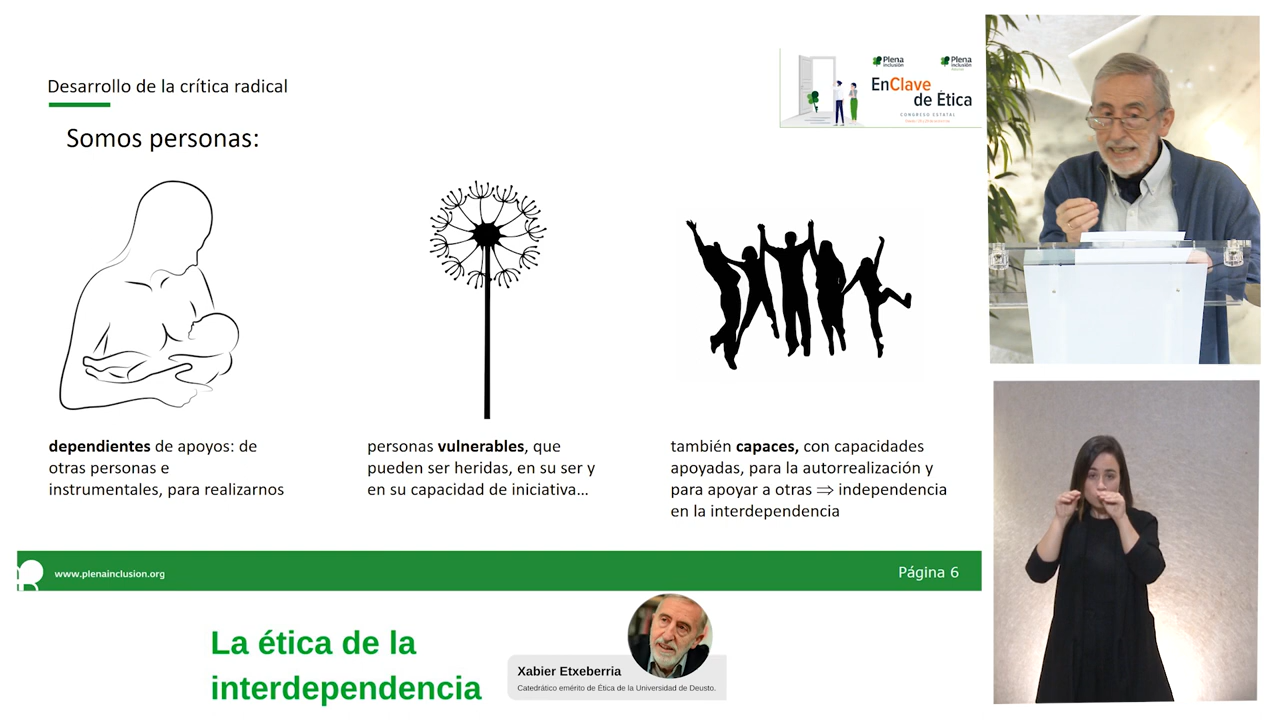 Desarrollo de la crítica radical
Somos personas:
Plena
inclusión
Plena
inclusión
EnClave
de Ética
CONGRESO ESTATAL
dependientes de apoyos: de
otras personas e
instrumentales, para realizarnos
personas vulnerables, que
pueden ser heridas, en su ser y
en su capacidad de iniciativa...
también capaces, con capacidades
apoyadas, para la autorrealización y
para apoyar a otras ⇒ independencia
en la interdependencia
www.plenainclusion.org
Página 6
La ética de la
interdependencia
Xabier Etxeberria
Catedrático emérito de Ética de la Universidad de Deusto.